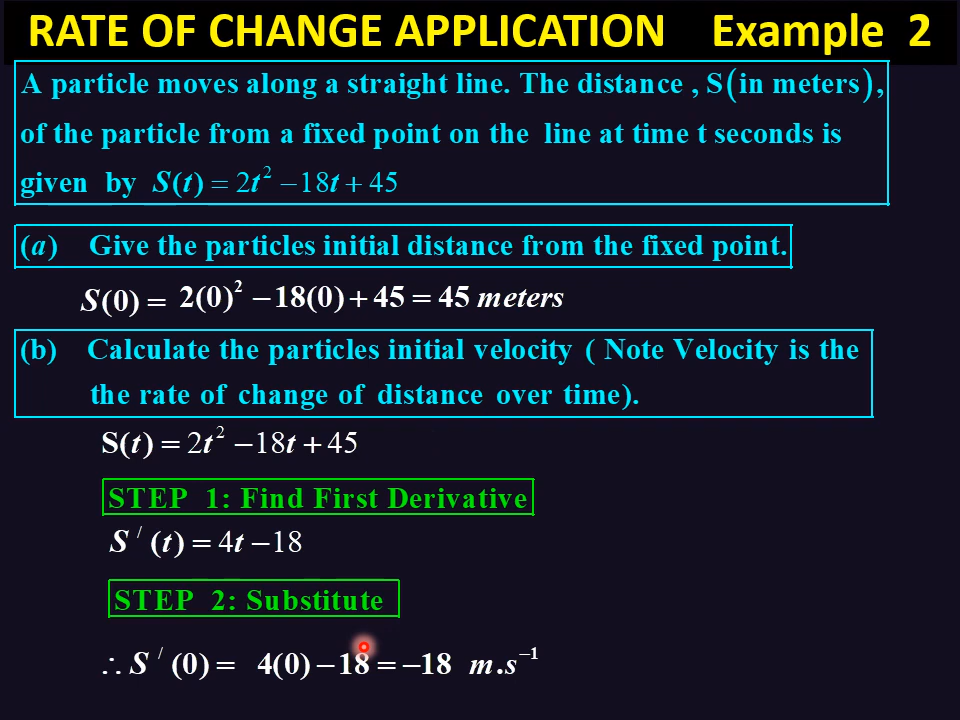 RATE OF CHANGE APPLICATION Example 2
A particle moves along a straight line. The distance , S(in meters),
of the particle from a fixed point on the line at time t seconds is
given by S(t) = 2t² − 18t + 45
(a) Give the particles initial distance from the fixed point.
S(0) = 2(0)² − 18(0) + 45 = 45 meters
(b) Calculate the particles initial velocity ( Note Velocity is the
the rate of change of distance over time).
S(t) = 2t² − 18t + 45
STEP 1: Find First Derivative
S ′ (t) = 4t − 18
STEP 2: Substitute
∴ S ′ (0) = 4(0) − 18 = −18 m.s⁻¹